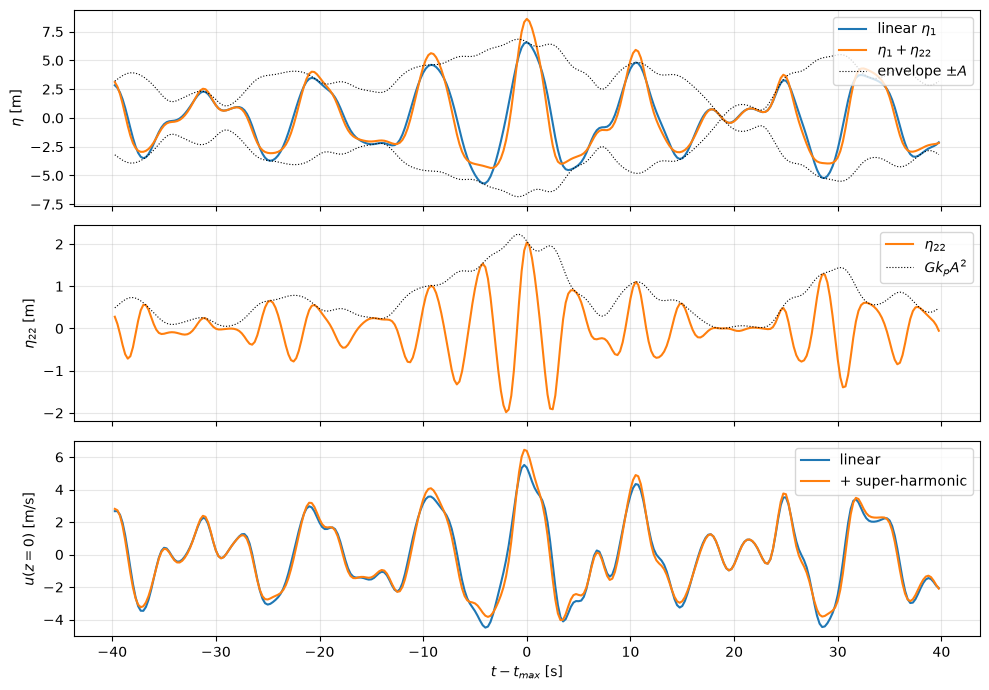 7.5
5.0
2.5
0.0
−2.5
−5.0
−7.5
η [m]
linear η₁
η₁ + η₂₂
envelope ±A
2
1
0
−1
−2
η₂₂ [m]
η₂₂
GkₚA²
6
4
2
0
−2
−4
u(z = 0) [m/s]
linear
+ super-harmonic
−40 −30 −20 −10 0 10 20 30 40
t − tₘₐₓ [s]